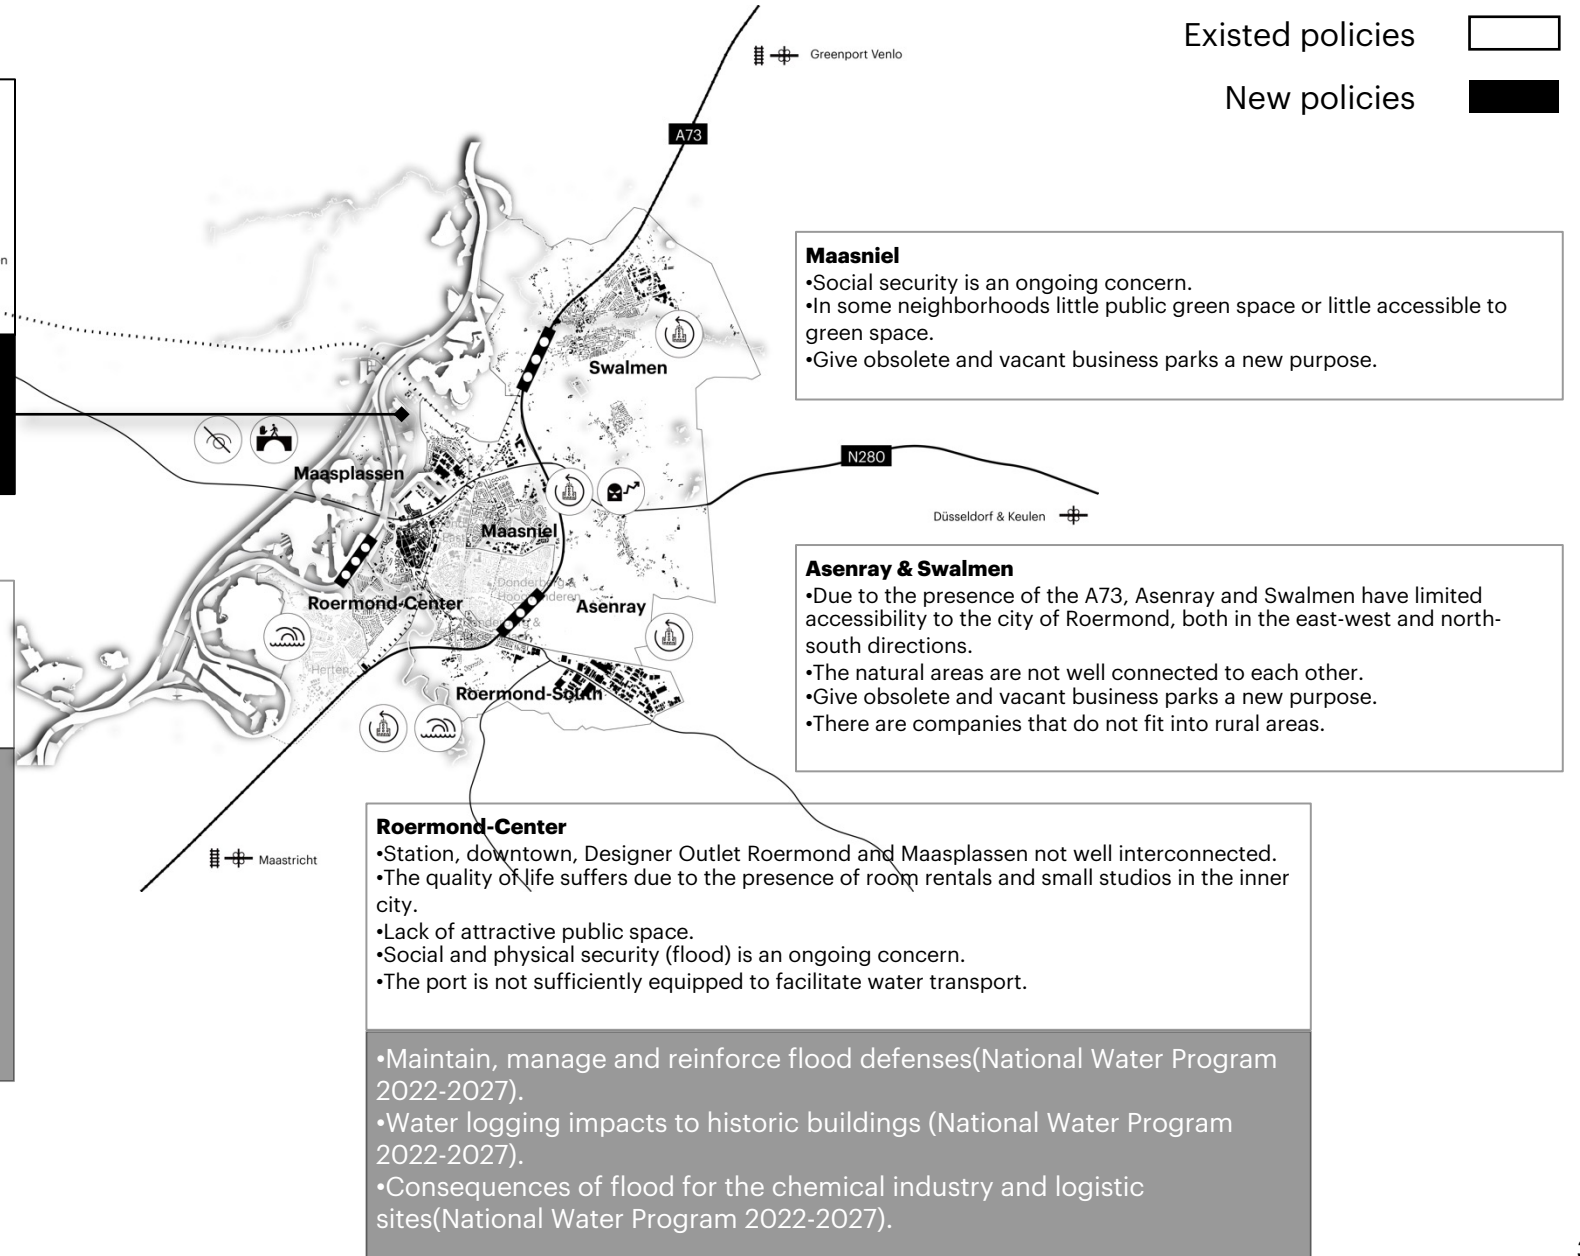 Existed policies
New policies
Greenport Venlo
A73
n
Maasniel
•Social security is an ongoing concern.
•In some neighborhoods little public green space or little accessible to
green space.
•Give obsolete and vacant business parks a new purpose.
Swalmen
N280
Maasplassen
Düsseldorf & Keulen
Maasniel
Asenray & Swalmen
•Due to the presence of the A73, Asenray and Swalmen have limited
accessibility to the city of Roermond, both in the east-west and north-
south directions.
•The natural areas are not well connected to each other.
•Give obsolete and vacant business parks a new purpose.
•There are companies that do not fit into rural areas.
Donderberg &
Roermond-Center
Asenray
Herten
Roermond-South
Maastricht
Roermond-Center
•Station, downtown, Designer Outlet Roermond and Maasplassen not well interconnected.
•The quality of life suffers due to the presence of room rentals and small studios in the inner
city.
•Lack of attractive public space.
•Social and physical security (flood) is an ongoing concern.
•The port is not sufficiently equipped to facilitate water transport.
•Maintain, manage and reinforce flood defenses(National Water Program
2022-2027).
•Water logging impacts to historic buildings (National Water Program
2022-2027).
•Consequences of flood for the chemical industry and logistic
sites(National Water Program 2022-2027).